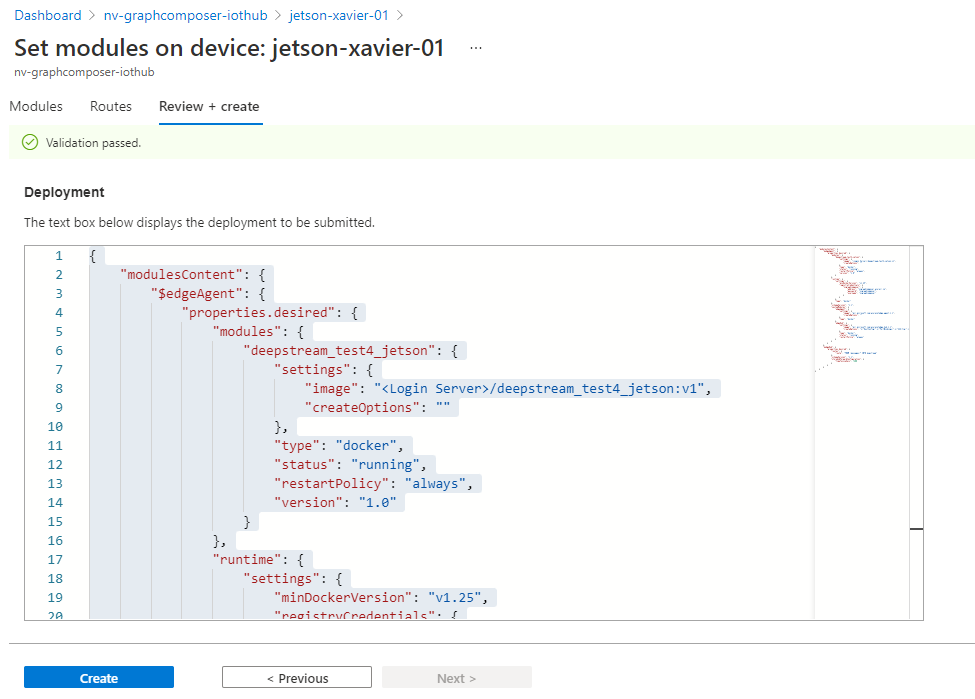 Dashboard > nv-graphcomposer-iothub > jetson-xavier-01 >
Set modules on device: jetson-xavier-01 ...
nv-graphcomposer-iothub
Modules Routes Review + create
Validation passed.
Deployment
The text box below displays the deployment to be submitted.
1 {
2 "modulesContent": {
3 "$edgeAgent": {
4 "properties.desired": {
5 "modules": {
6 "deepstream_test4_jetson": {
7 "settings": {
8 "image": "<Login Server>/deepstream_test4_jetson:v1",
9 "createOptions": ""
10 },
11 "type": "docker",
12 "status": "running",
13 "restartPolicy": "always",
14 "version": "1.0"
15 }
16 },
17 "runtime": {
18 "settings": {
19 "minDockerVersion": "v1.25",
20 "registryCredentials": {
Create < Previous Next >